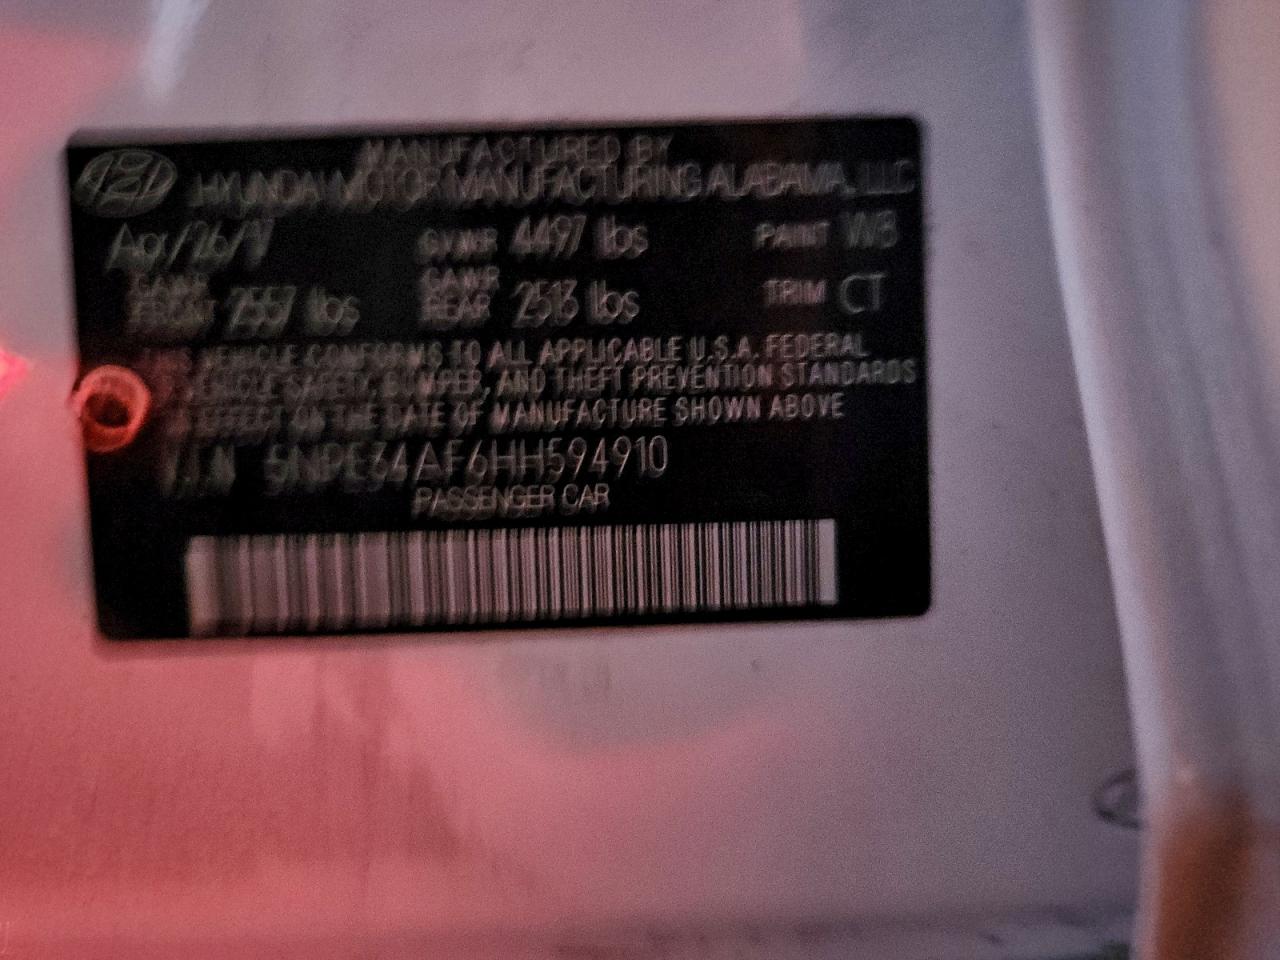 MANUFACTURED BY
HYUNDAI MOTOR MANUFACTURING ALABAMA, LLC
Apr/26/17 GVWR 4497 lbs PAINT W8
GAWR FRONT 2557 lbs GAWR REAR 2513 lbs TRIM CT
THIS VEHICLE CONFORMS TO ALL APPLICABLE U.S.A. FEDERAL
VEHICLE SAFETY, BUMPER, AND THEFT PREVENTION STANDARDS
IN EFFECT ON THE DATE OF MANUFACTURE SHOWN ABOVE
VIN 5NPE34AF6HH594910
PASSENGER CAR